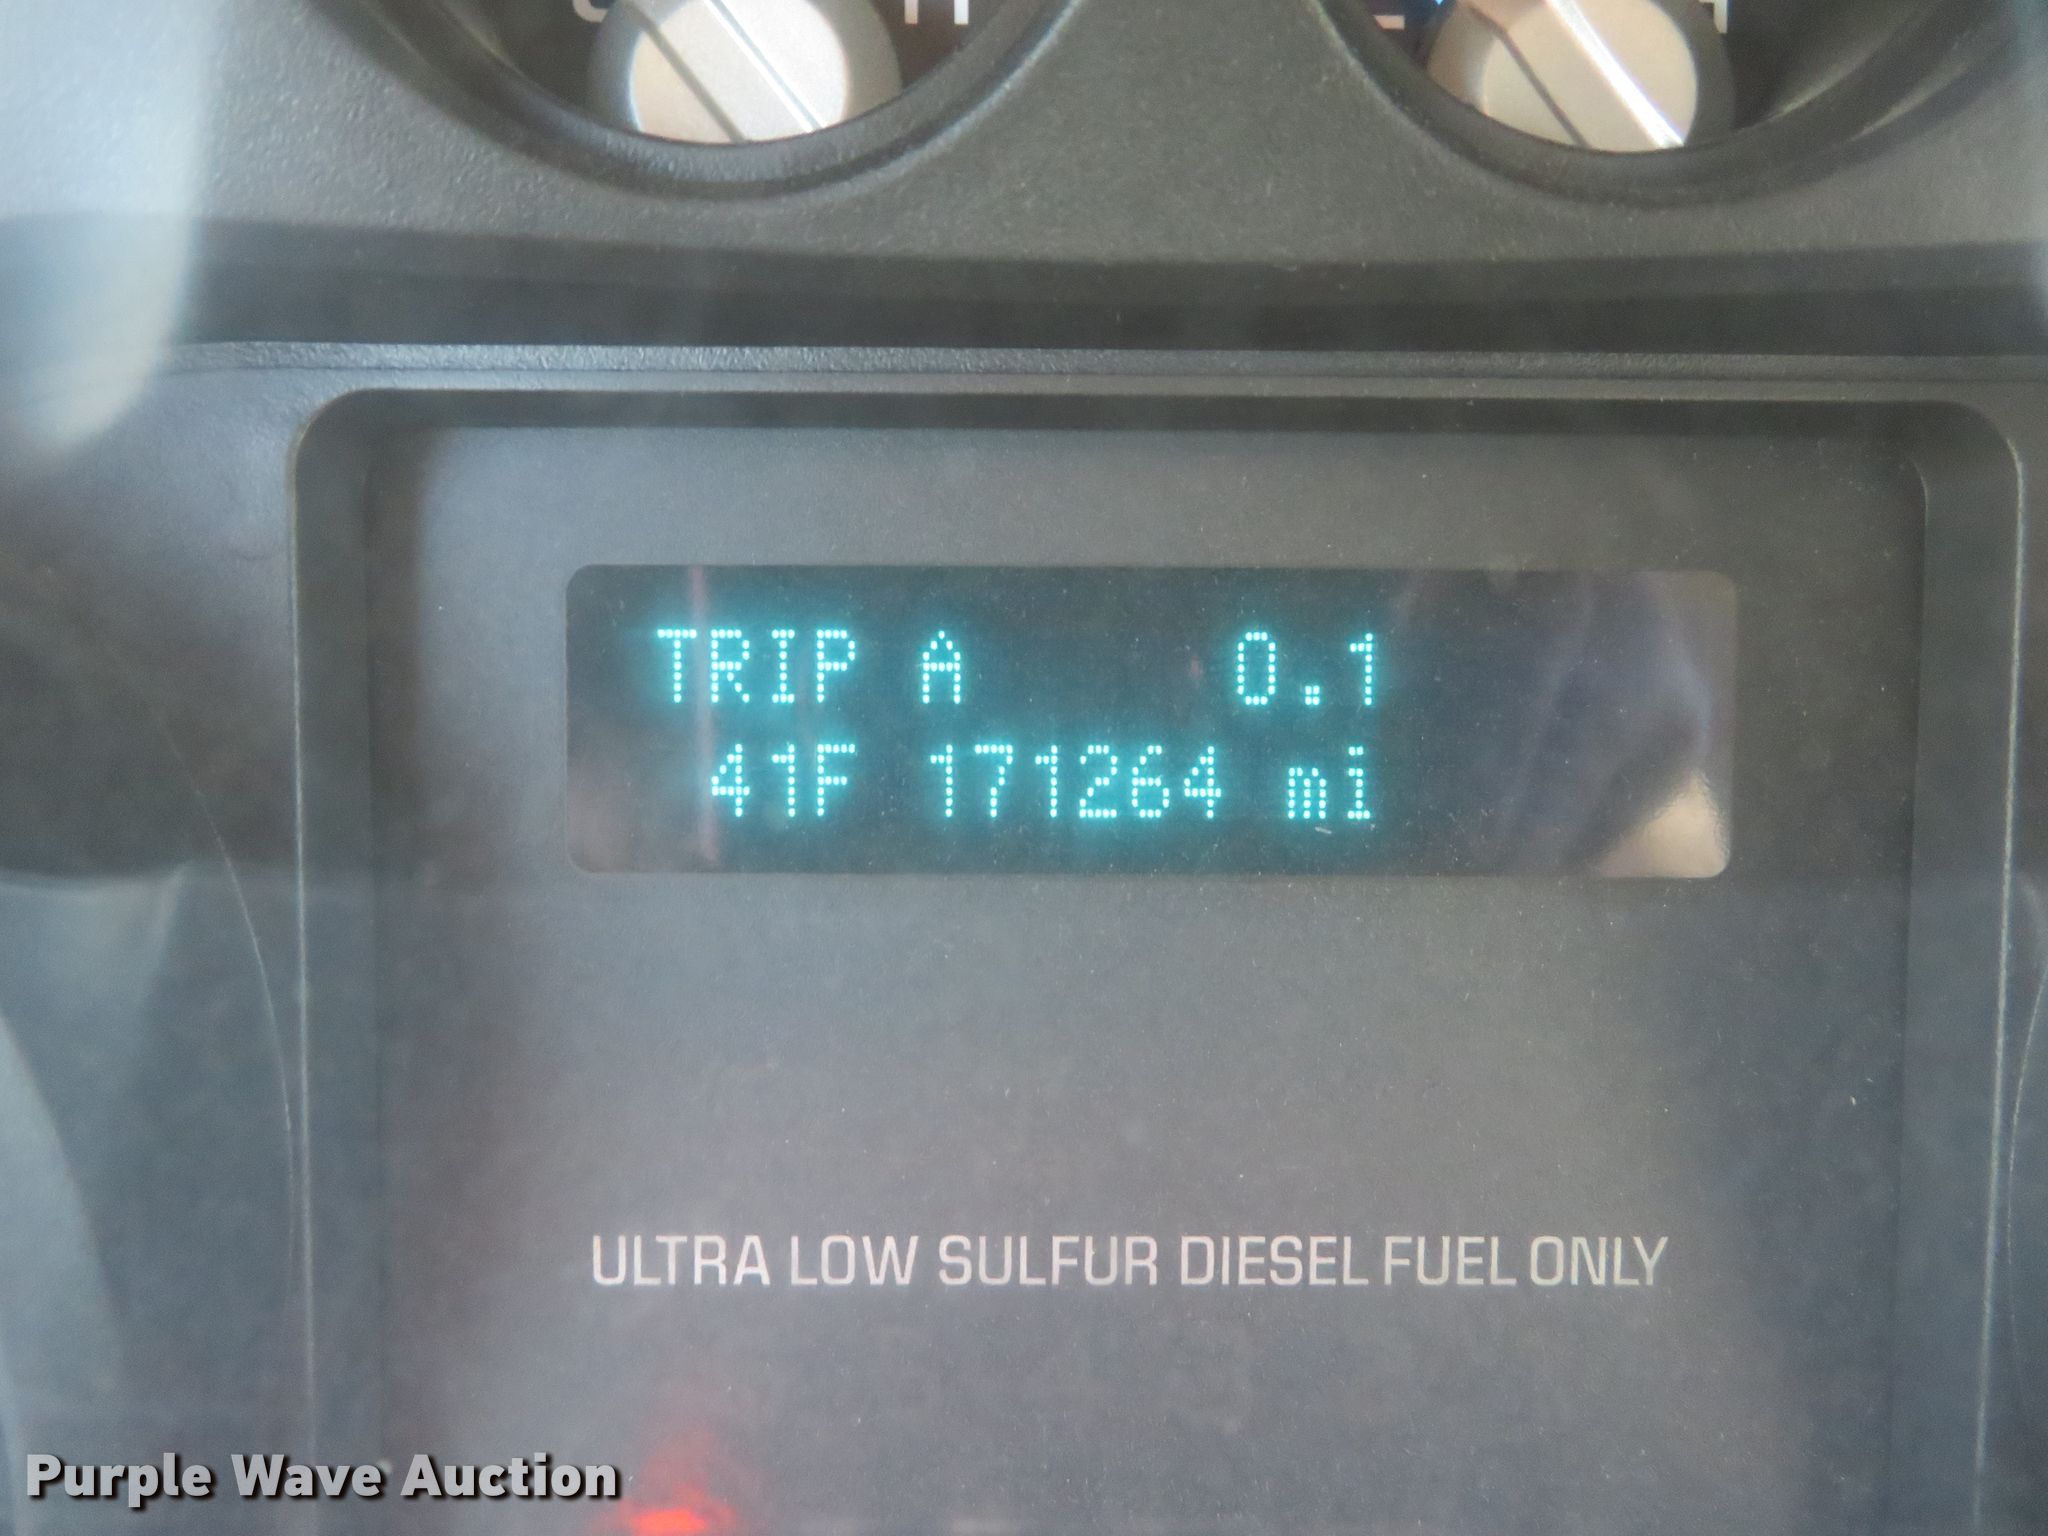 TRIP A 0.1
41F 171264 mi
ULTRA LOW SULFUR DIESEL FUEL ONLY
Purple Wave Auction